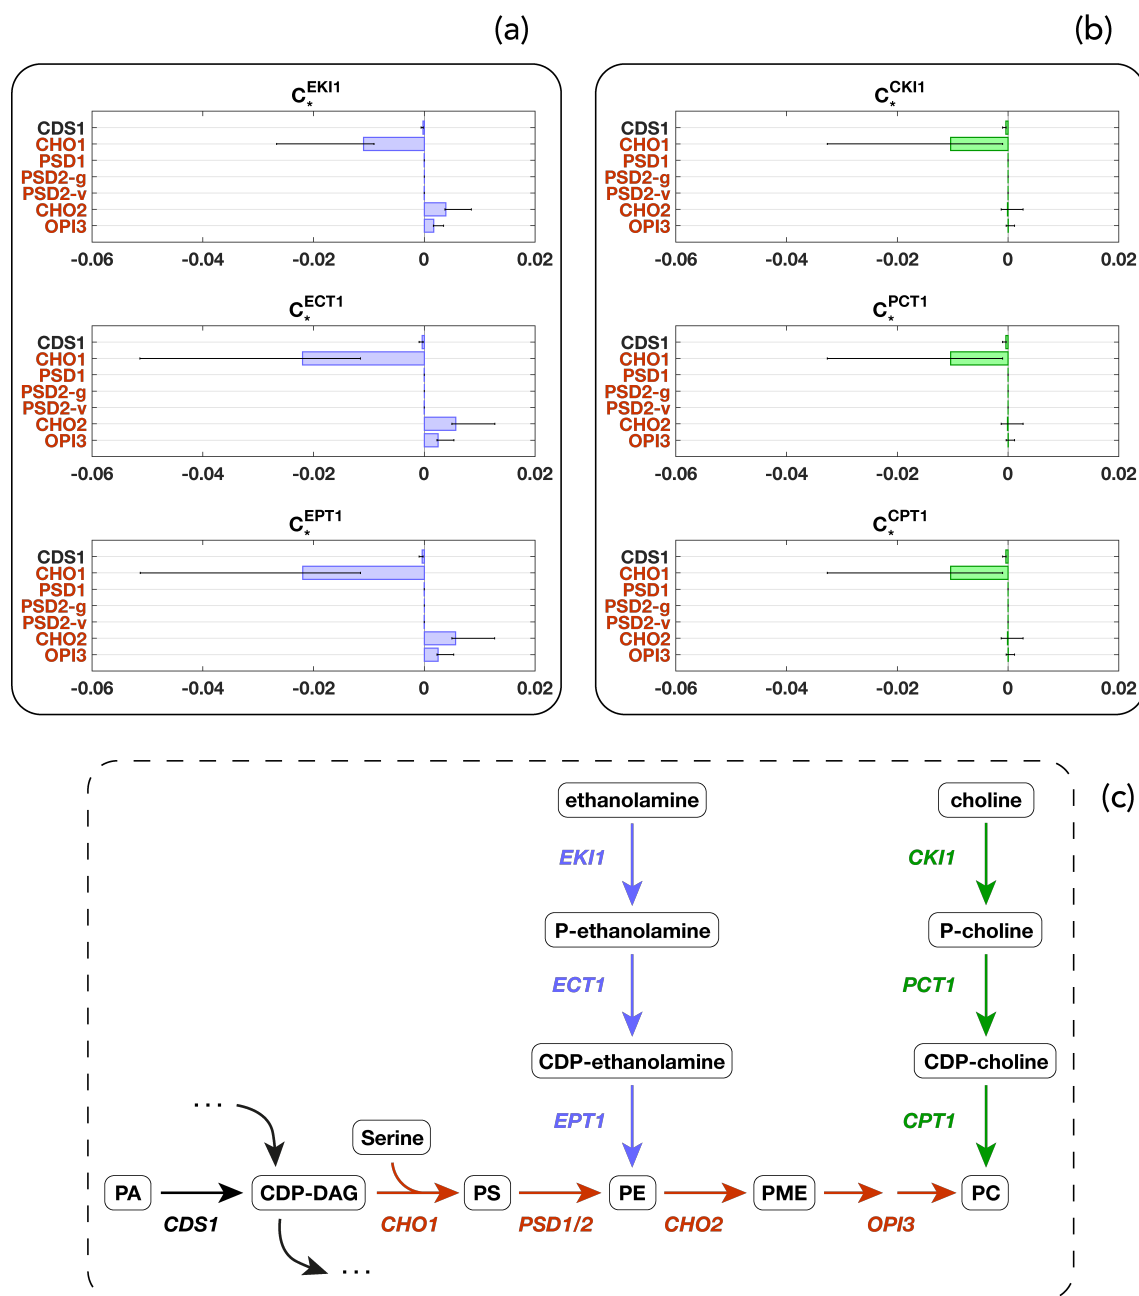 (a)
C*^EKI1
CDS1
CHO1
PSD1
PSD2-g
PSD2-v
CHO2
OPI3
-0.06 -0.04 -0.02 0 0.02
C*^ECT1
CDS1
CHO1
PSD1
PSD2-g
PSD2-v
CHO2
OPI3
-0.06 -0.04 -0.02 0 0.02
C*^EPT1
CDS1
CHO1
PSD1
PSD2-g
PSD2-v
CHO2
OPI3
-0.06 -0.04 -0.02 0 0.02
(b)
C*^CKI1
CDS1
CHO1
PSD1
PSD2-g
PSD2-v
CHO2
OPI3
-0.06 -0.04 -0.02 0 0.02
C*^PCT1
CDS1
CHO1
PSD1
PSD2-g
PSD2-v
CHO2
OPI3
-0.06 -0.04 -0.02 0 0.02
C*^CPT1
CDS1
CHO1
PSD1
PSD2-g
PSD2-v
CHO2
OPI3
-0.06 -0.04 -0.02 0 0.02
(c)
ethanolamine choline
EKI1 CKI1
P-ethanolamine P-choline
ECT1 PCT1
CDP-ethanolamine CDP-choline
...
EPT1 CPT1
Serine
PA CDP-DAG PS PE PME PC
CDS1 CHO1 PSD1/2 CHO2 OPI3
...